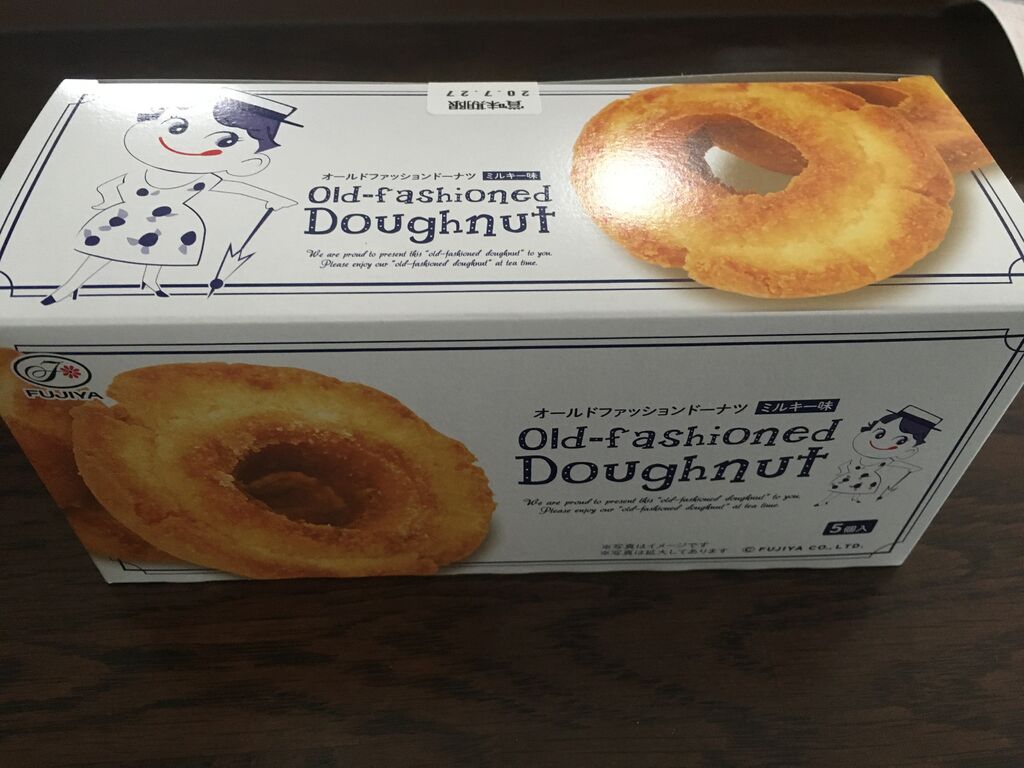 賞味期限
20.7.27
オールドファッションドーナツ ミルキー味
Old-fashioned
Doughnut
We are proud to present this "old-fashioned doughnut" to you.
Please enjoy our "old-fashioned doughnut" at tea time.
F
FUJIYA
オールドファッションドーナツ ミルキー味
Old-fashioned
Doughnut
We are proud to present this "old-fashioned doughnut" to you.
Please enjoy our "old-fashioned doughnut" at tea time.
5個入
※写真はイメージです
※写真は拡大してあります
© FUJIYA CO., LTD.